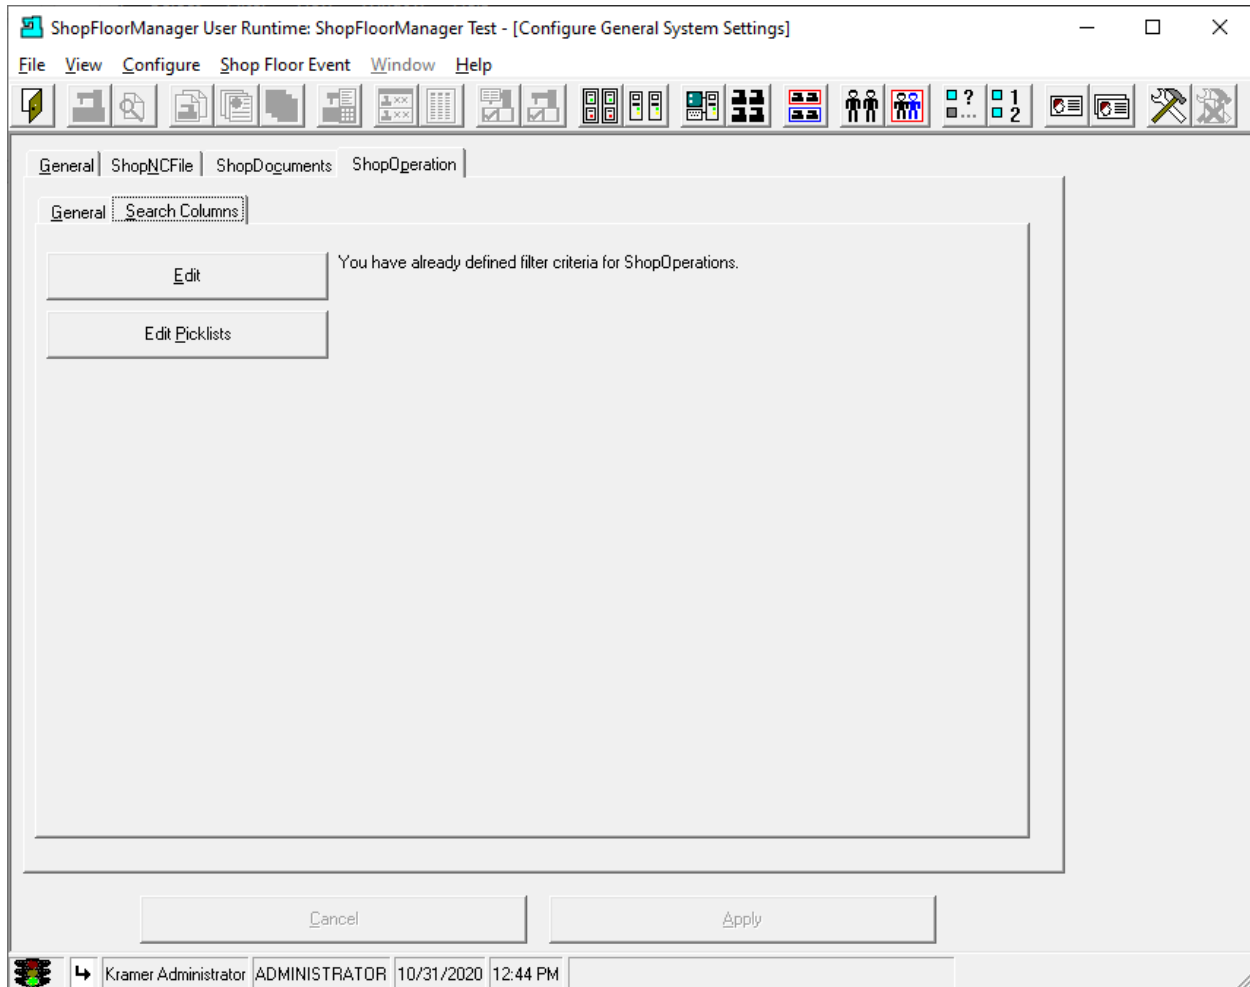 ShopFloorManager User Runtime: ShopFloorManager Test - [Configure General System Settings]
File View Configure Shop Floor Event Window Help
General ShopNCFile ShopDocuments ShopOperation
General Search Columns
Edit
You have already defined filter criteria for ShopOperations.
Edit Picklists
Cancel Apply
Kramer Administrator ADMINISTRATOR 10/31/2020 12:44 PM